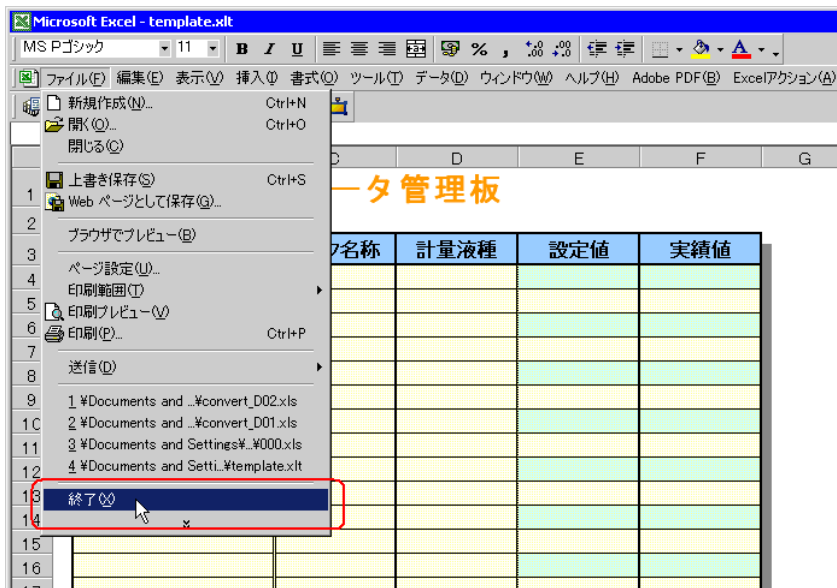 Microsoft Excel - template.xlt
MS Pゴシック 11 B I U % ,
ファイル(F) 編集(E) 表示(V) 挿入(I) 書式(O) ツール(T) データ(D) ウィンドウ(W) ヘルプ(H) Adobe PDF(B) Excelアクション(A)
新規作成(N)... Ctrl+N
開く(O)... Ctrl+O
閉じる(C)
上書き保存(S) Ctrl+S
Web ページとして保存(G)...
ブラウザでプレビュー(B)
ページ設定(U)...
印刷範囲(T)
印刷プレビュー(V)
印刷(P)... Ctrl+P
送信(D)
1 ¥Documents and ...¥convert_D02.xls
2 ¥Documents and ...¥convert_D01.xls
3 ¥Documents and Settings¥...¥000.xls
4 ¥Documents and Setti...¥template.xlt
終了(X)
D E F G
ータ管理板
ク名称 計量液種 設定値 実績値
1
2
3
4
5
6
7
8
9
10
11
12
13
14
15
16